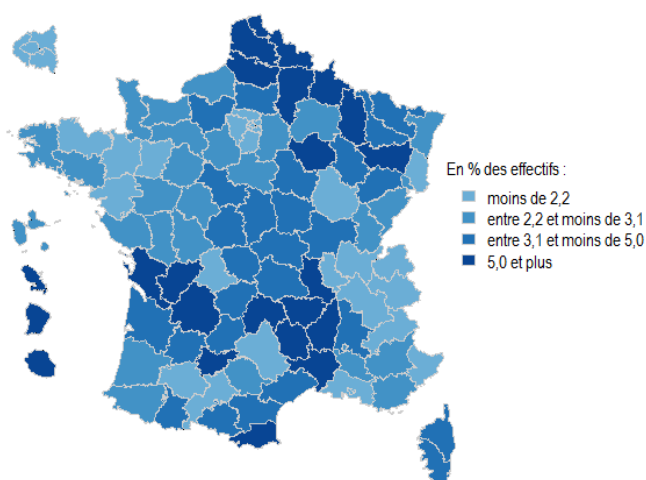 En % des effectifs :
moins de 2,2
entre 2,2 et moins de 3,1
entre 3,1 et moins de 5,0
5,0 et plus